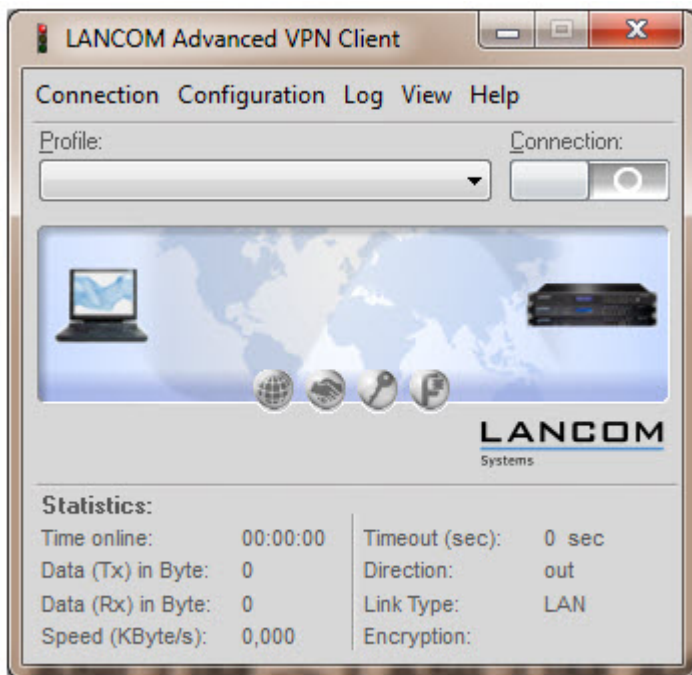 LANCOM Advanced VPN Client
Connection Configuration Log View Help
Profile: Connection:
LANCOM
Systems
Statistics:
Time online: 00:00:00 Timeout (sec): 0 sec
Data (Tx) in Byte: 0 Direction: out
Data (Rx) in Byte: 0 Link Type: LAN
Speed (KByte/s): 0,000 Encryption: